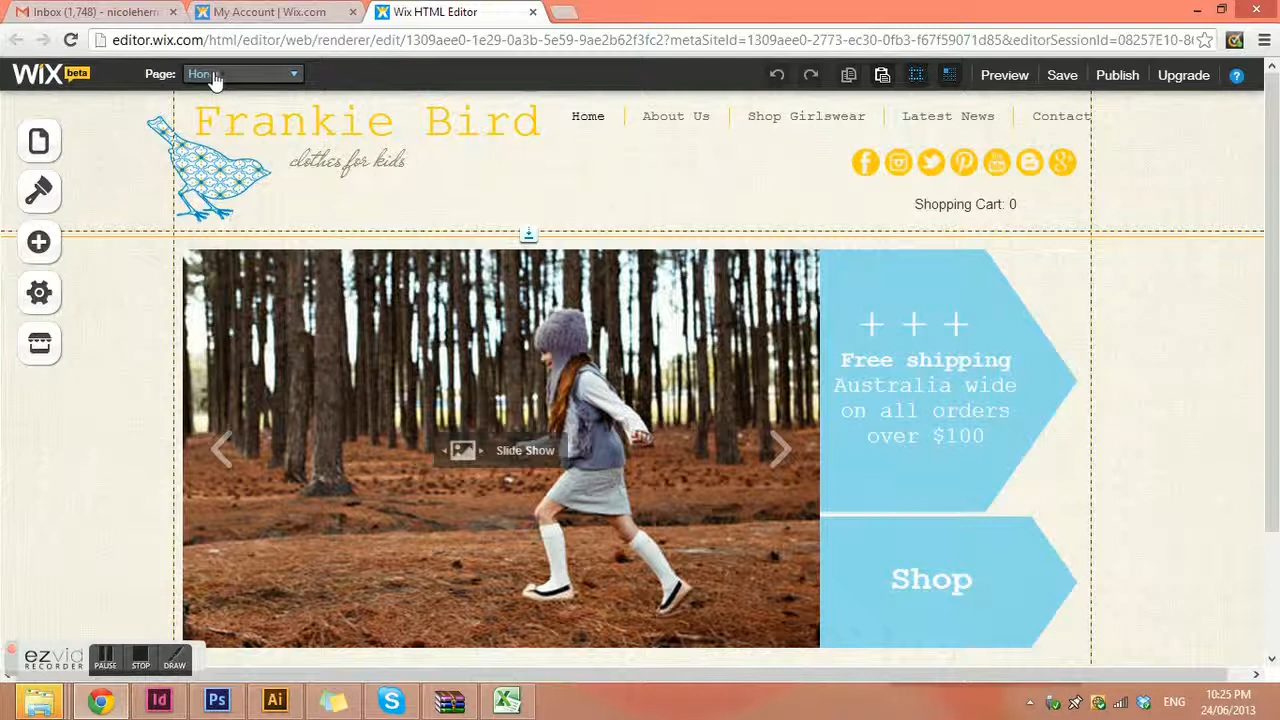 Inbox (1,748) - nicoleherr
My Account | Wix.com
Wix HTML Editor
editor.wix.com/html/editor/web/renderer/edit/1309aee0-1e29-0a3b-5e59-9ae2b62f3fc2?metaSiteId=1309aee0-2773-ec30-0fb3-f67f59071d85&editorSessionId=08257E10-8
WiX beta
Page:
Preview
Save
Publish
Upgrade
?
Frankie Bird
clothes for kids
Home
About Us
Shop Girlswear
Latest News
Contact
Shopping Cart: 0
Slide Show
+ + +
Free shipping
Australia wide
on all orders
over $100
Shop
ezvid
RECORDER
PAUSE
STOP
DRAW
Id
Ps
Ai
ENG
10:25 PM
24/06/2013